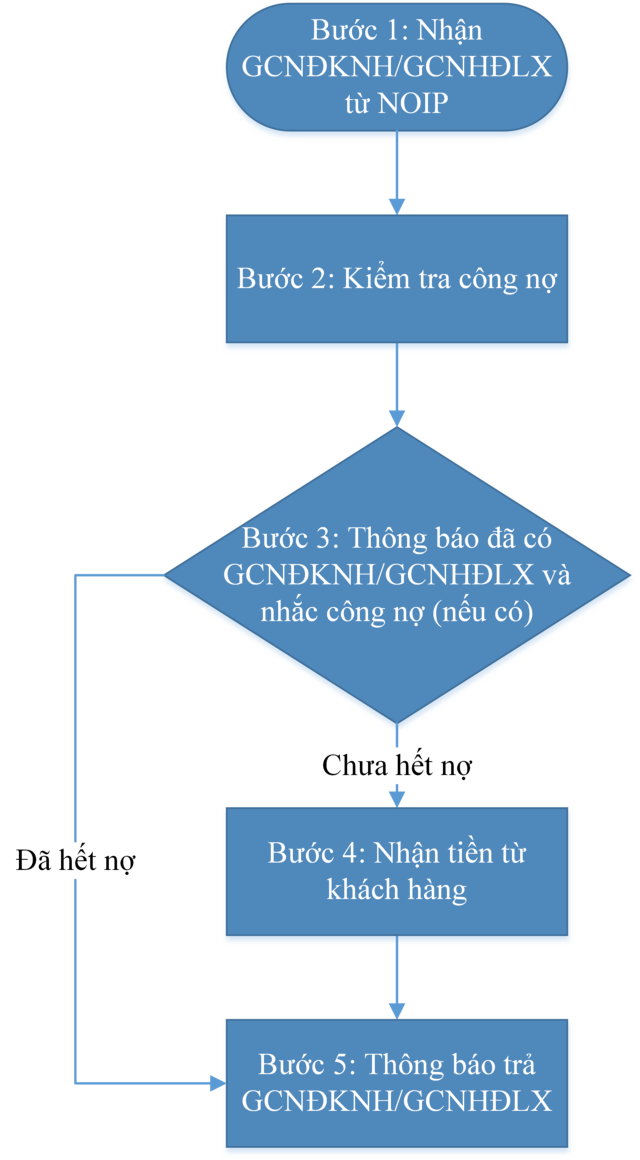 Bước 1: Nhận
GCNĐKNH/GCNHĐLX
từ NOIP
Bước 2: Kiểm tra công nợ
Bước 3: Thông báo đã có
GCNĐKNH/GCNHĐLX và
nhắc công nợ (nếu có)
Chưa hết nợ
Bước 4: Nhận tiền từ
khách hàng
Đã hết nợ
Bước 5: Thông báo trả
GCNĐKNH/GCNHĐLX